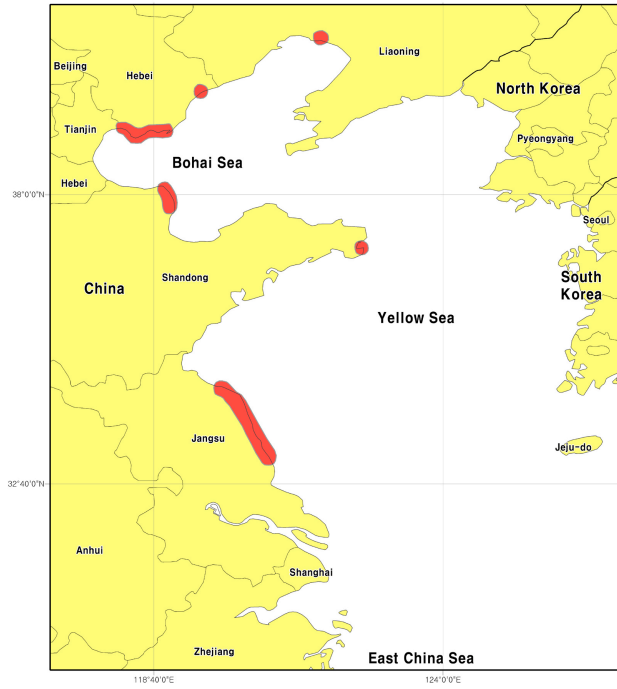 Liaoning
Beijing
Hebei
North Korea
Tianjin
Pyeongyang
Bohai Sea
Hebei
38°0'0"N
Seoul
Shandong
China
South
Korea
Yellow Sea
Jangsu
Jeju-do
32°40'0"N
Anhui
Shanghai
Zhejiang
East China Sea
118°40'0"E
124°0'0"E